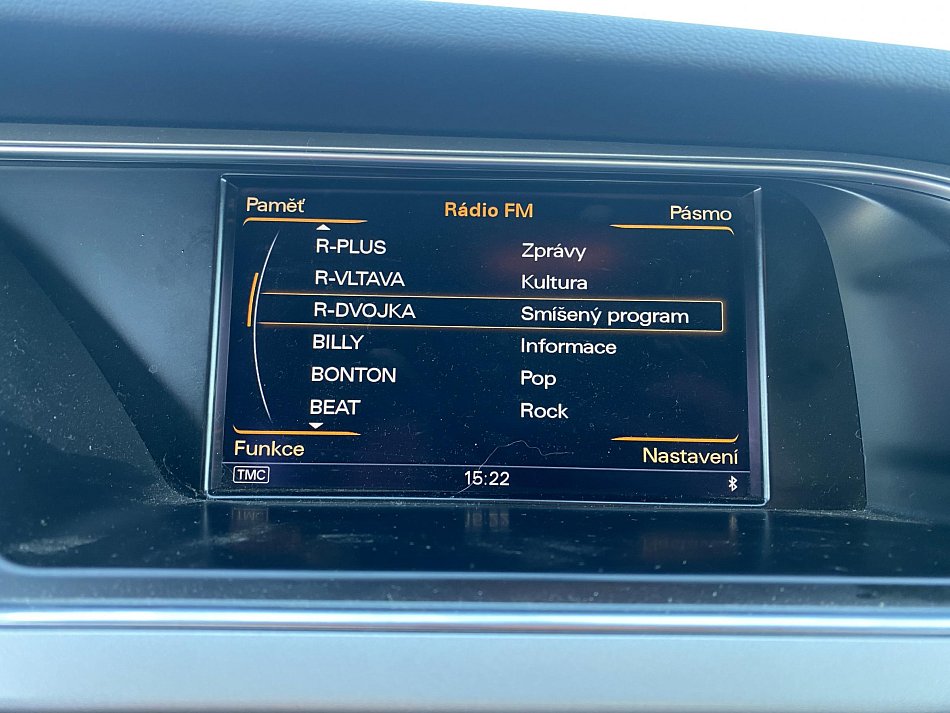 Paměť Rádio FM Pásmo
R-PLUS Zprávy
R-VLTAVA Kultura
R-DVOJKA Smíšený program
BILLY Informace
BONTON Pop
BEAT Rock
Funkce Nastavení
TMC 15:22